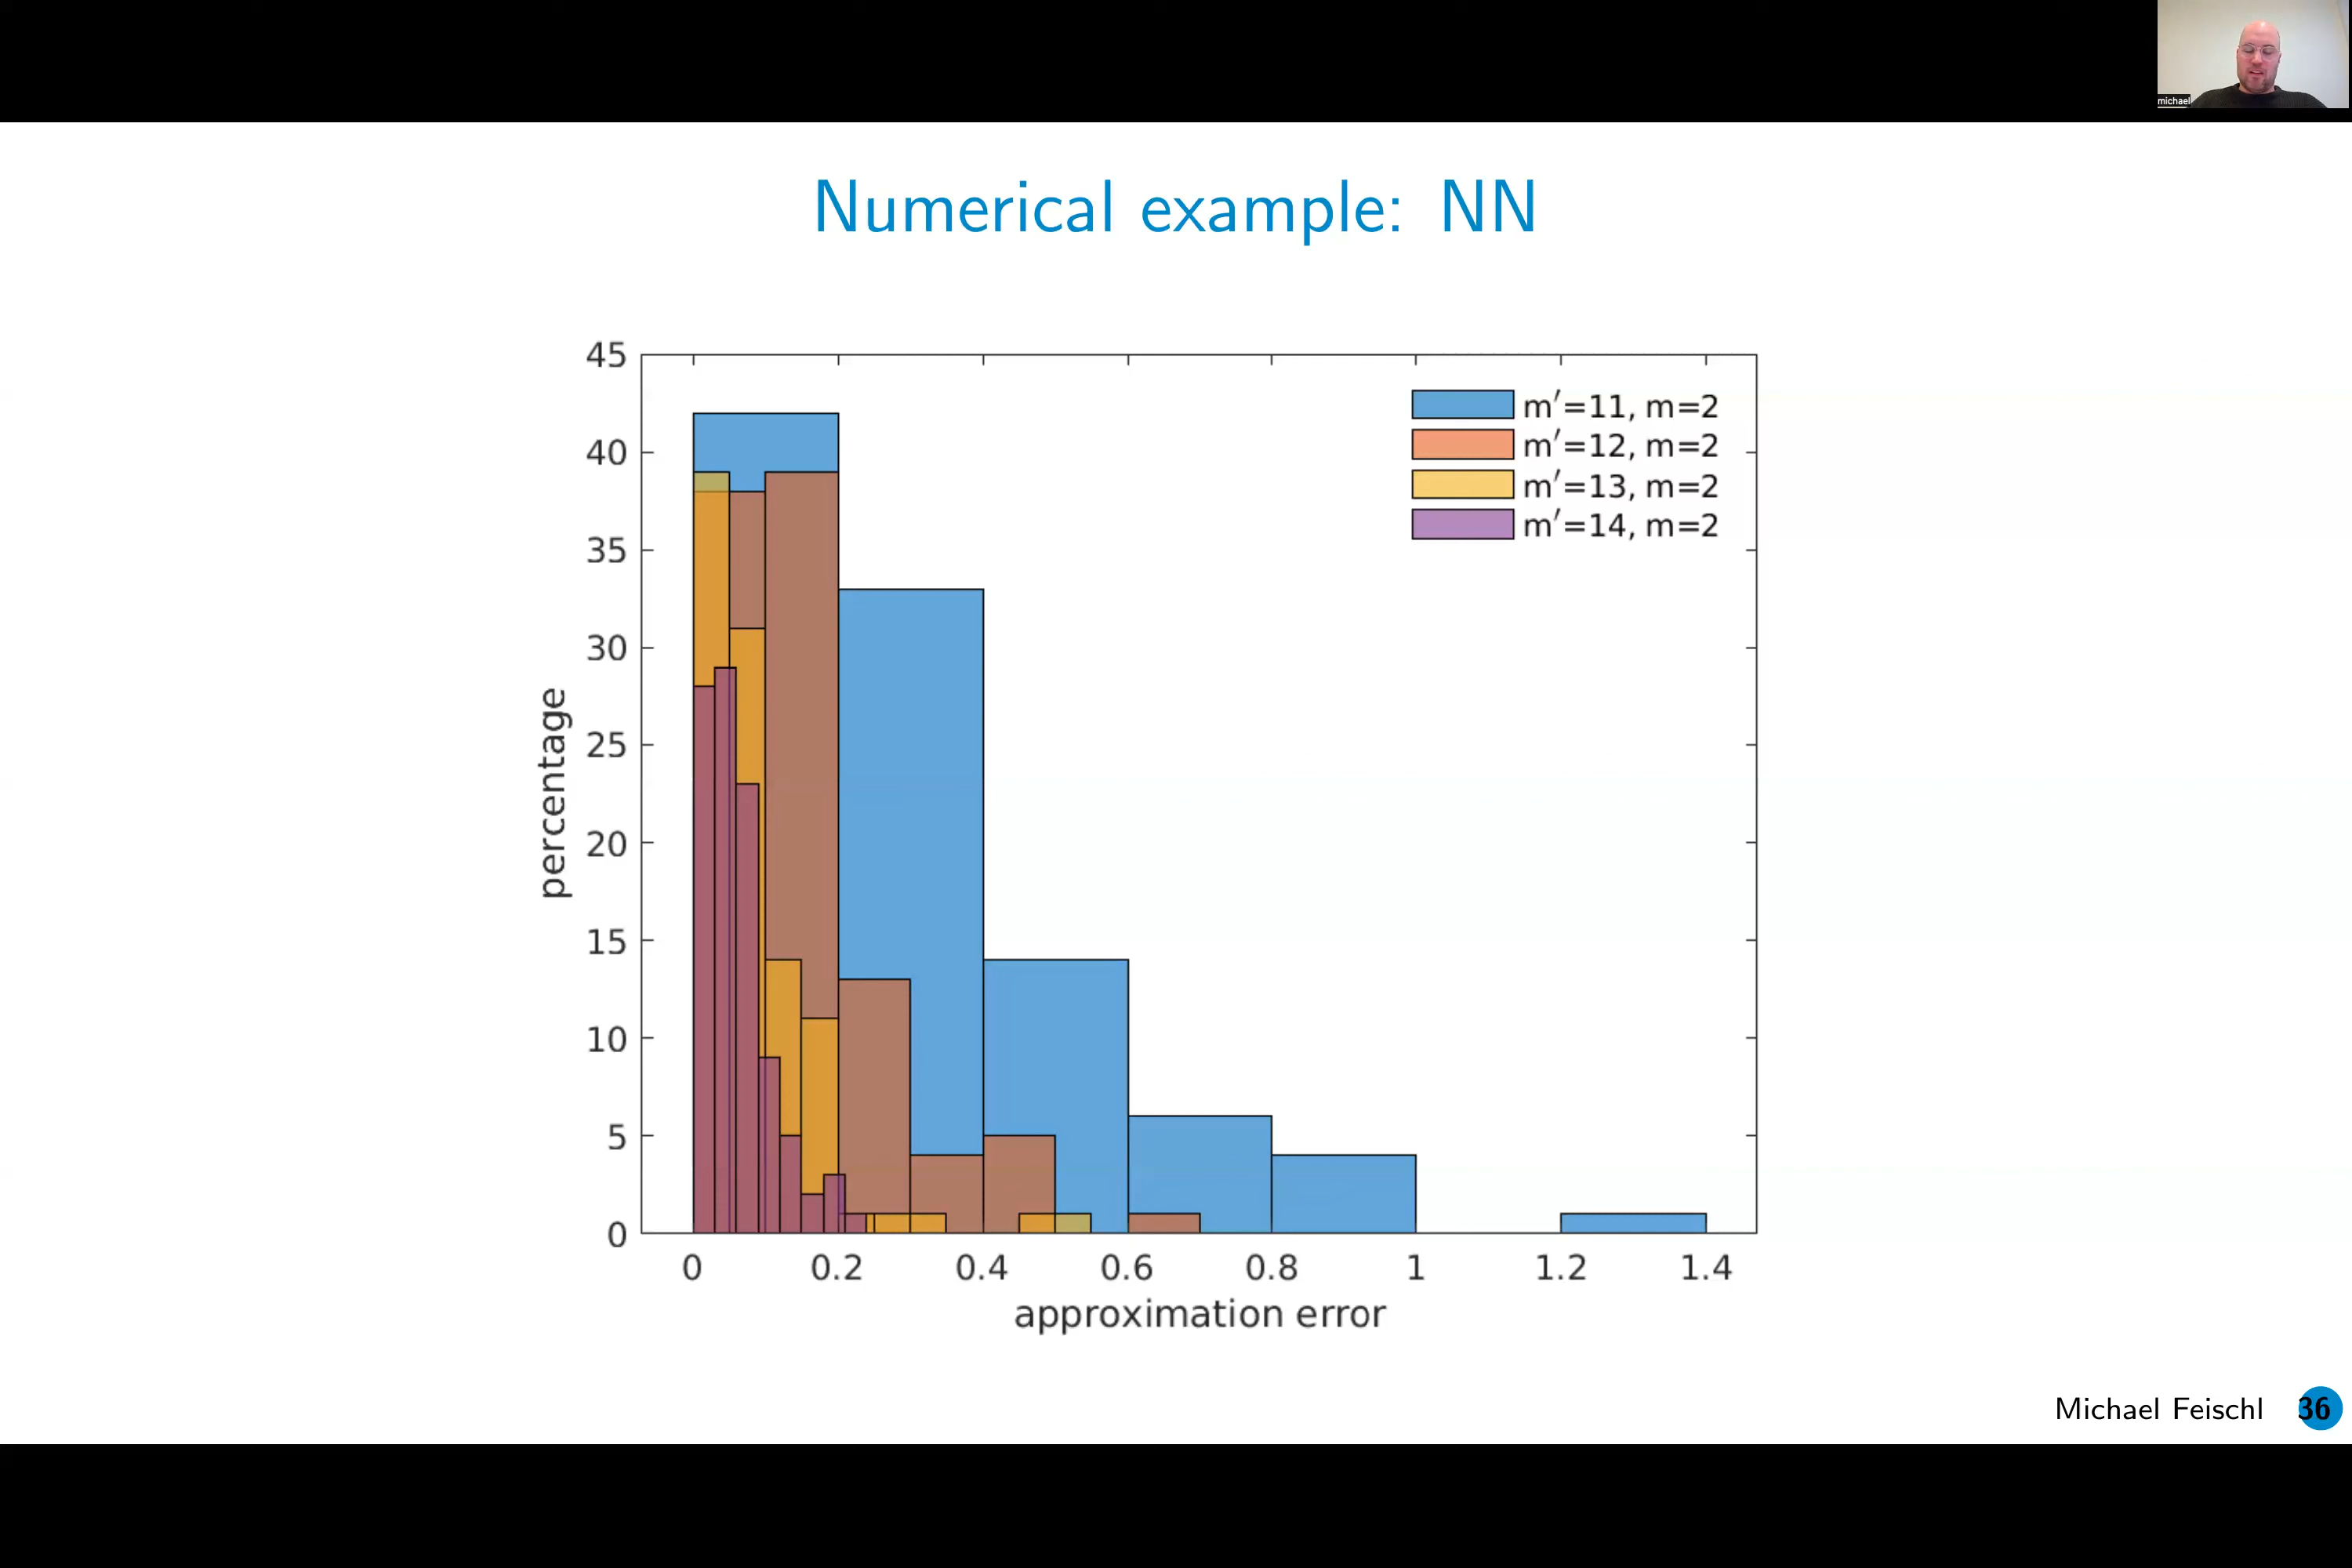 michael
Numerical example: NN
45
40
35
30
25
20
15
10
5
0
percentage
m′=11, m=2
m′=12, m=2
m′=13, m=2
m′=14, m=2
0 0.2 0.4 0.6 0.8 1 1.2 1.4
approximation error
Michael Feischl 36